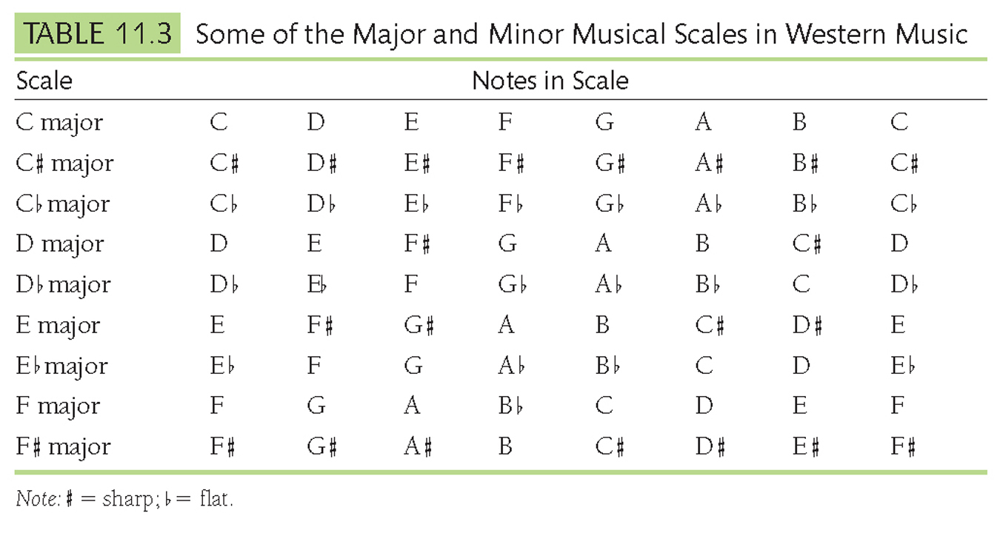 TABLE 11.3 Some of the Major and Minor Musical Scales in Western Music
Scale Notes in Scale
C major C D E F G A B C
C♯ major C♯ D♯ E♯ F♯ G♯ A♯ B♯ C♯
C♭ major C♭ D♭ E♭ F♭ G♭ A♭ B♭ C♭
D major D E F♯ G A B C♯ D
D♭ major D♭ E♭ F G♭ A♭ B♭ C D♭
E major E F♯ G♯ A B C♯ D♯ E
E♭ major E♭ F G A♭ B♭ C D E♭
F major F G A B♭ C D E F
F♯ major F♯ G♯ A♯ B C♯ D♯ E♯ F♯
Note: ♯ = sharp; ♭ = flat.